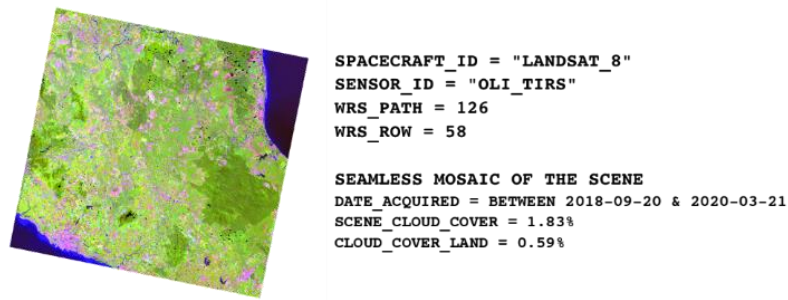 SPACECRAFT_ID = "LANDSAT_8"
SENSOR_ID = "OLI_TIRS"
WRS_PATH = 126
WRS_ROW = 58
SEAMLESS MOSAIC OF THE SCENE
DATE_ACQUIRED = BETWEEN 2018-09-20 & 2020-03-21
SCENE_CLOUD_COVER = 1.83%
CLOUD_COVER_LAND = 0.59%